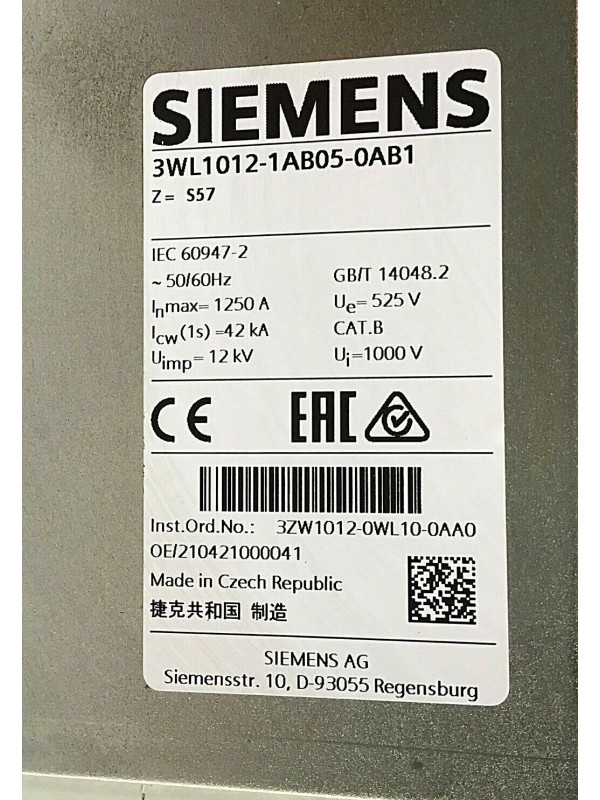 SIEMENS
3WL1012-1AB05-0AB1
Z= S57
IEC 60947-2
~ 50/60Hz GB/T 14048.2
Inmax= 1250 A Ue= 525 V
Icw(1s) =42 kA CAT.B
Uimp= 12 kV Ui=1000 V
CE EAC
Inst.Ord.No.: 3ZW1012-0WL10-0AA0
OE/210421000041
Made in Czech Republic
捷克共和国 制造
SIEMENS AG
Siemensstr. 10, D-93055 Regensburg